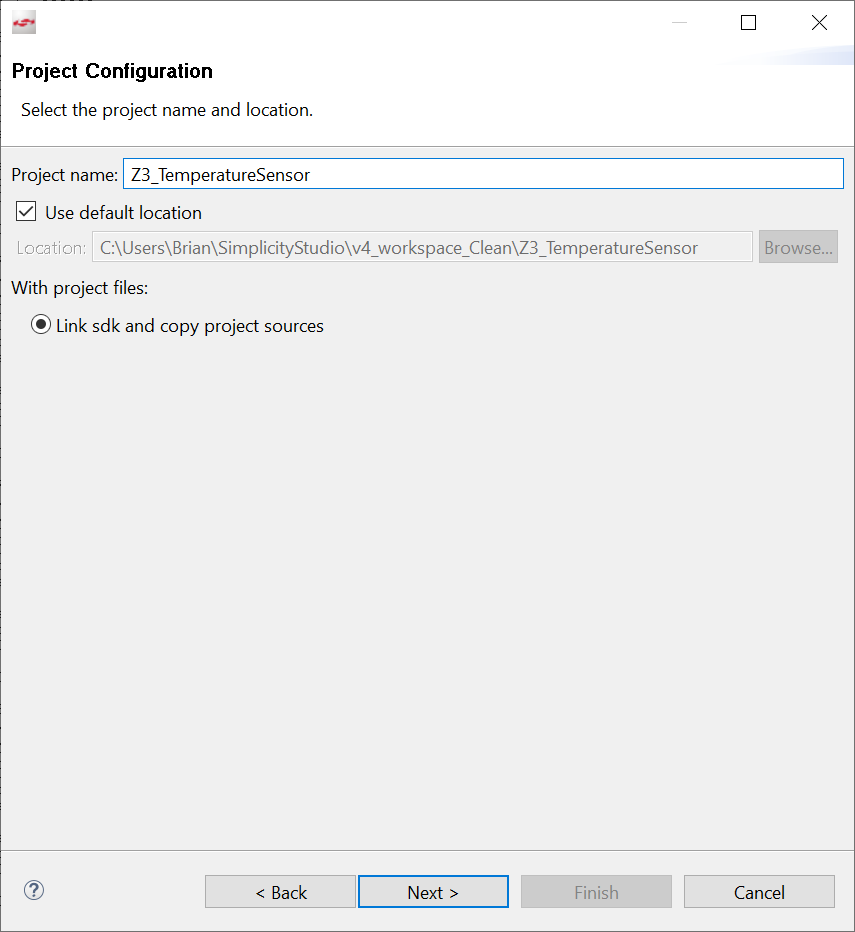 Project Configuration
Select the project name and location.
Project name: Z3_TemperatureSensor
Use default location
Location: C:\Users\Brian\SimplicityStudio\v4_workspace_Clean\Z3_TemperatureSensor Browse...
With project files:
Link sdk and copy project sources
? < Back Next > Finish Cancel